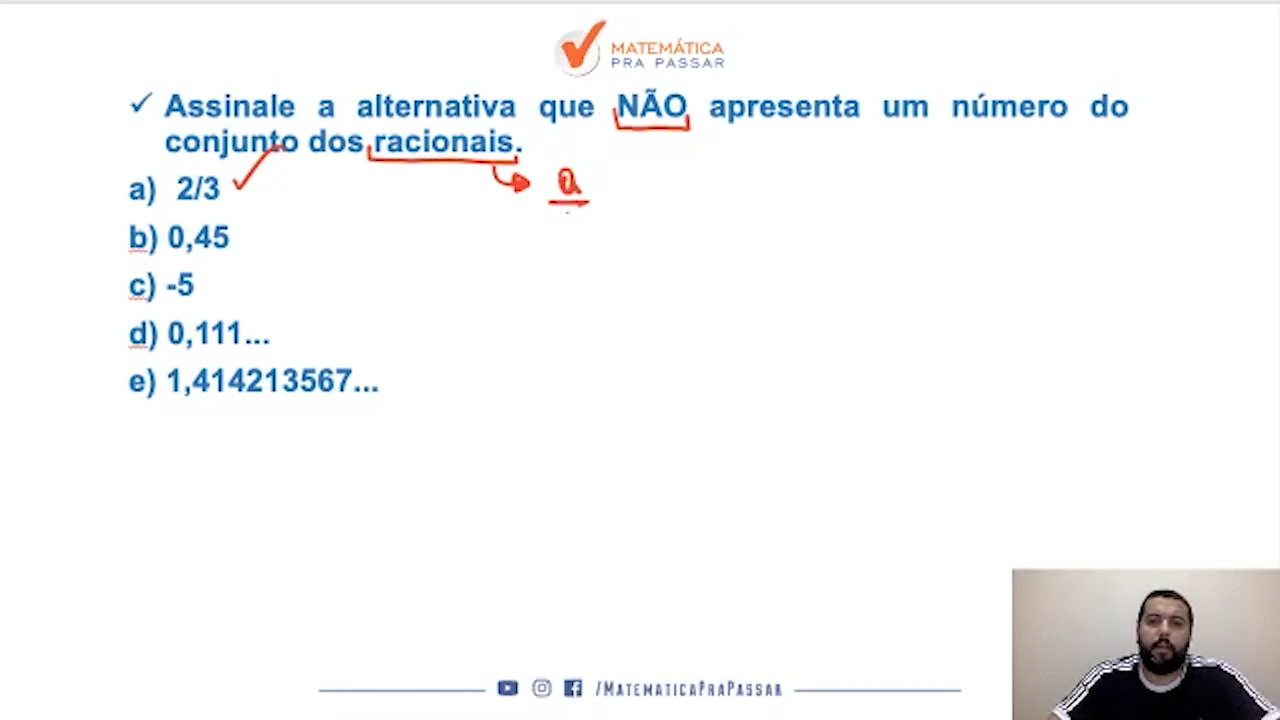 MATEMÁTICA
PRA PASSAR
✓ Assinale a alternativa que NÃO apresenta um número do
conjunto dos racionais.
a
a) 2/3
b) 0,45
c) -5
d) 0,111...
e) 1,414213567...
/MATEMATICAPRAPASSAR